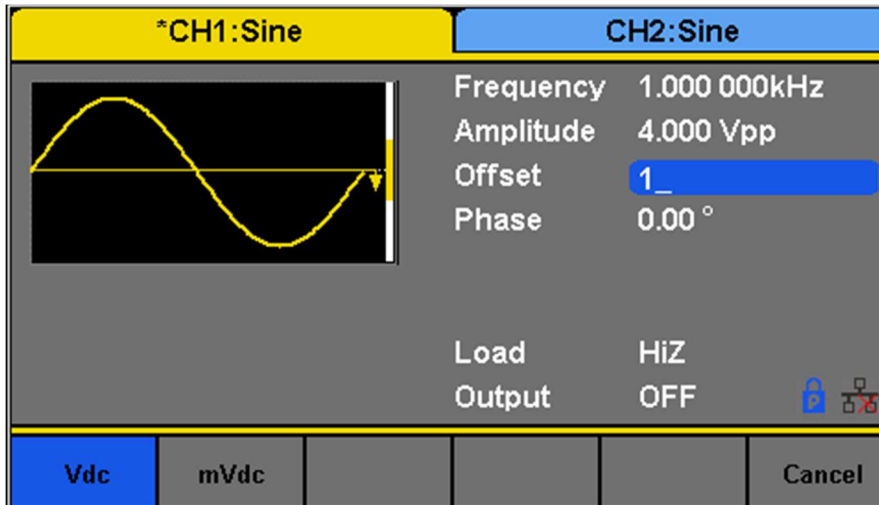 *CH1:Sine CH2:Sine
Frequency 1.000 000kHz
Amplitude 4.000 Vpp
Offset 1_
Phase 0.00 °
Load HiZ
Output OFF P
Vdc mVdc Cancel